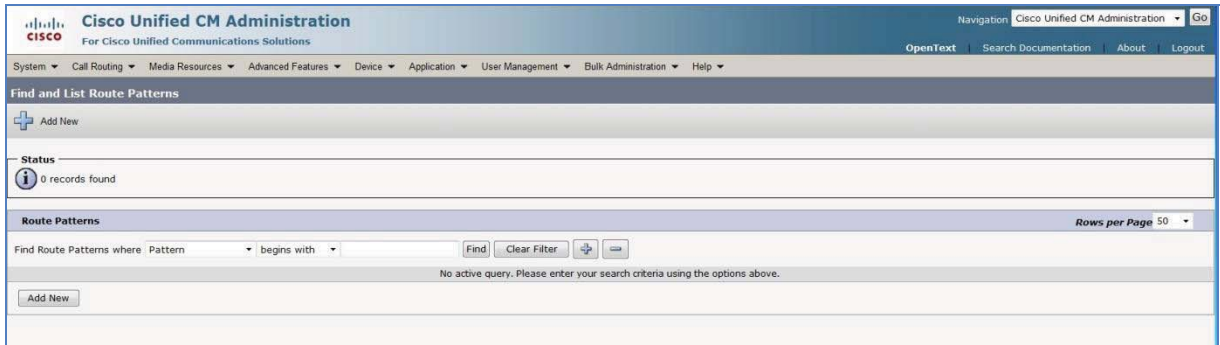 cisco
Cisco Unified CM Administration
For Cisco Unified Communications Solutions
Navigation Cisco Unified CM Administration Go
OpenText Search Documentation About Logout
System Call Routing Media Resources Advanced Features Device Application User Management Bulk Administration Help
Find and List Route Patterns
Add New
Status
i 0 records found
Route Patterns Rows per Page 50
Find Route Patterns where Pattern begins with Find Clear Filter
No active query. Please enter your search criteria using the options above.
Add New